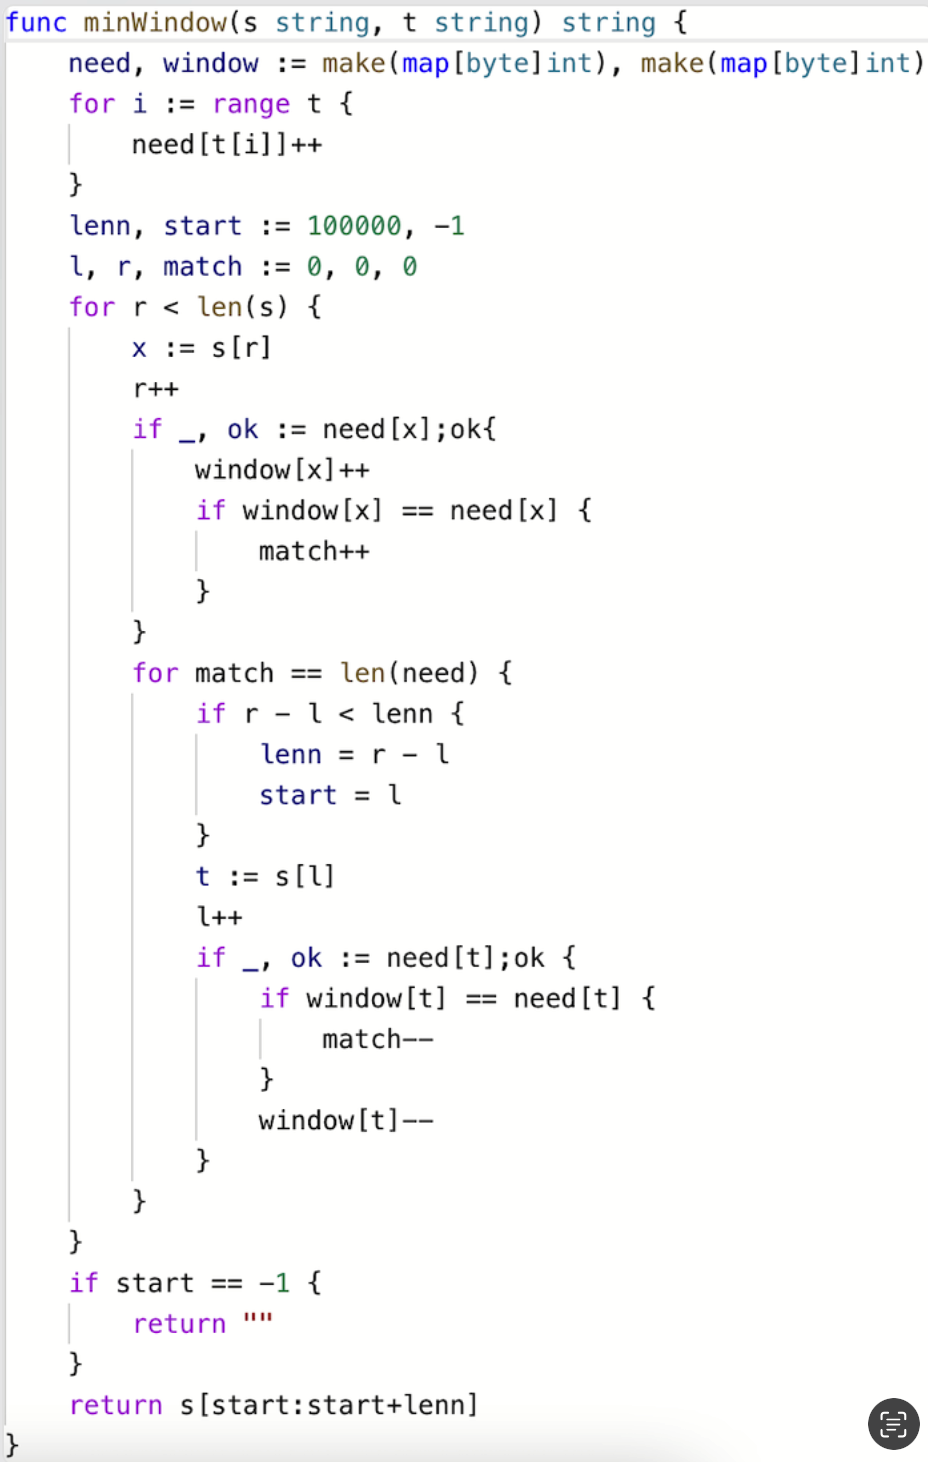 func minWindow(s string, t string) string {
    need, window := make(map[byte]int), make(map[byte]int)
    for i := range t {
        need[t[i]]++
    }
    lenn, start := 100000, -1
    l, r, match := 0, 0, 0
    for r < len(s) {
        x := s[r]
        r++
        if _, ok := need[x];ok{
            window[x]++
            if window[x] == need[x] {
                match++
            }
        }
        for match == len(need) {
            if r - l < lenn {
                lenn = r - l
                start = l
            }
            t := s[l]
            l++
            if _, ok := need[t];ok {
                if window[t] == need[t] {
                    match--
                }
                window[t]--
            }
        }
    }
    if start == -1 {
        return ""
    }
    return s[start:start+lenn]
}